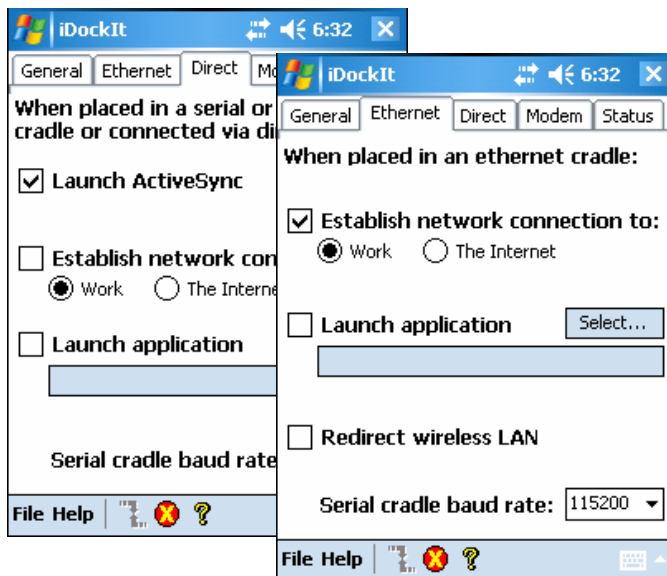 iDockIt 6:32
General Ethernet Direct Mo
When placed in a serial or
cradle or connected via di
Launch ActiveSync
Establish network con
Work The Interne
Launch application
Serial cradle baud rate
File Help
iDockIt 6:32
General Ethernet Direct Modem Status
When placed in an ethernet cradle:
Establish network connection to:
Work The Internet
Launch application Select...
Redirect wireless LAN
Serial cradle baud rate: 115200
File Help